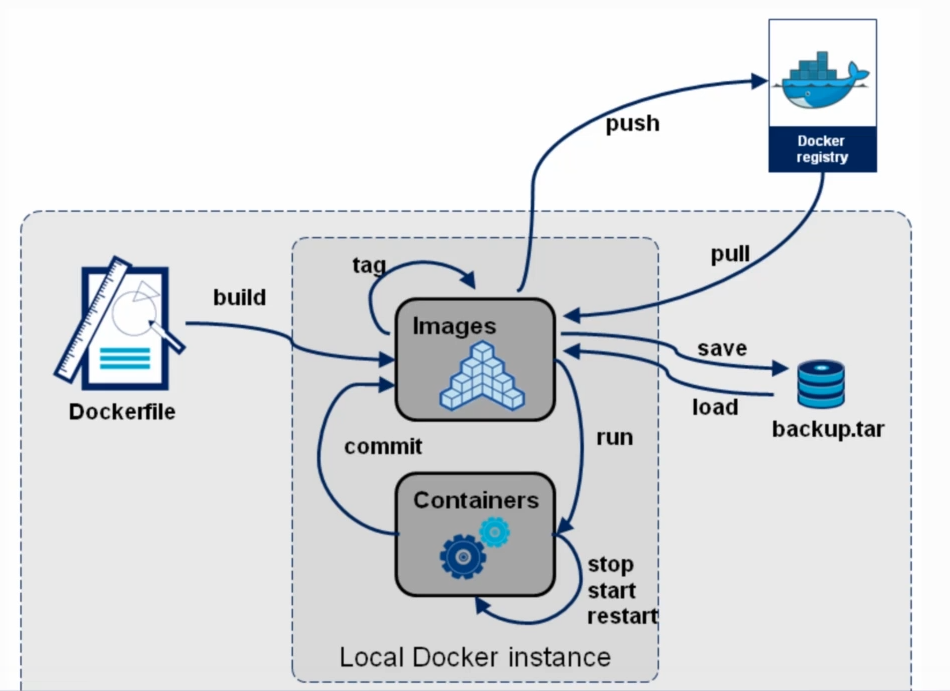 Docker
registry
push
pull
tag
build
Images
save
Dockerfile
load
backup.tar
commit
run
Containers
stop
start
restart
Local Docker instance